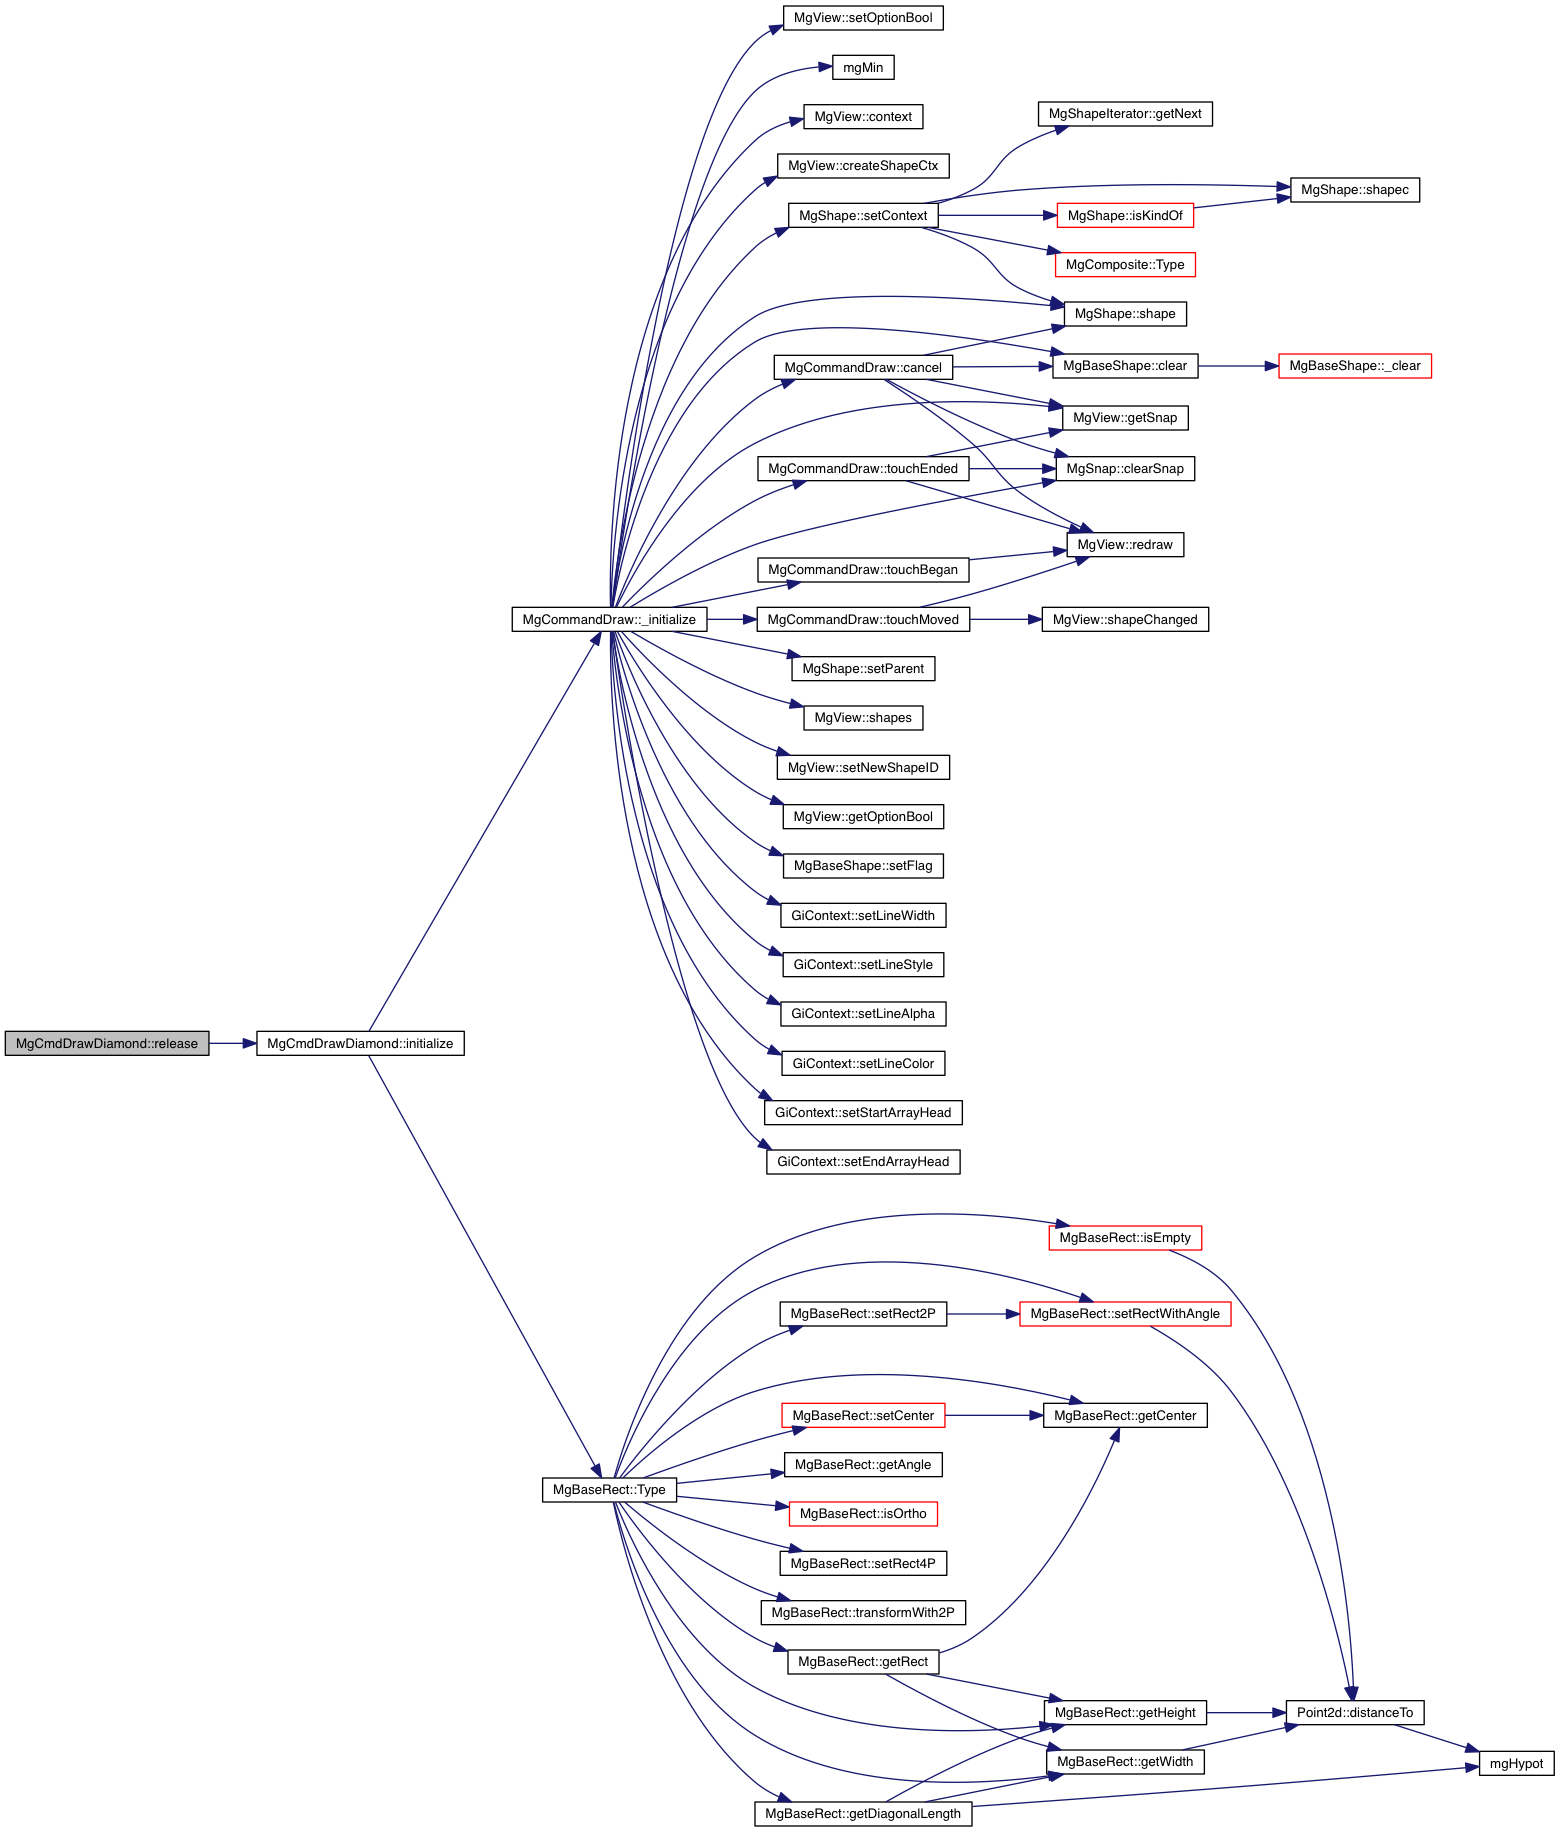 MgView::setOptionBool
mgMin
MgShapeIterator::getNext
MgView::context
MgView::createShapeCtx
MgShape::shapec
MgShape::setContext
MgShape::isKindOf
MgComposite::Type
MgShape::shape
MgCommandDraw::cancel
MgBaseShape::clear
MgBaseShape::_clear
MgView::getSnap
MgCommandDraw::touchEnded
MgSnap::clearSnap
MgView::redraw
MgCommandDraw::touchBegan
MgCommandDraw::_initialize
MgCommandDraw::touchMoved
MgView::shapeChanged
MgShape::setParent
MgView::shapes
MgView::setNewShapeID
MgView::getOptionBool
MgBaseShape::setFlag
GiContext::setLineWidth
GiContext::setLineStyle
GiContext::setLineAlpha
MgCmdDrawDiamond::release
MgCmdDrawDiamond::initialize
GiContext::setLineColor
GiContext::setStartArrayHead
GiContext::setEndArrayHead
MgBaseRect::isEmpty
MgBaseRect::setRect2P
MgBaseRect::setRectWithAngle
MgBaseRect::setCenter
MgBaseRect::getCenter
MgBaseRect::getAngle
MgBaseRect::Type
MgBaseRect::isOrtho
MgBaseRect::setRect4P
MgBaseRect::transformWith2P
MgBaseRect::getRect
MgBaseRect::getHeight
Point2d::distanceTo
MgBaseRect::getWidth
mgHypot
MgBaseRect::getDiagonalLength